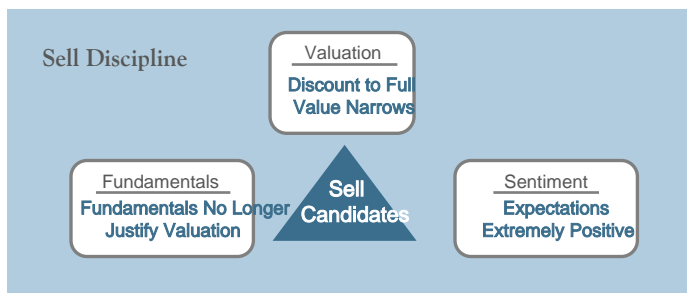 Sell Discipline
Valuation
Discount to Full
Value Narrows
Fundamentals
Fundamentals No Longer
Justify Valuation
Sell
Candidates
Sentiment
Expectations
Extremely Positive